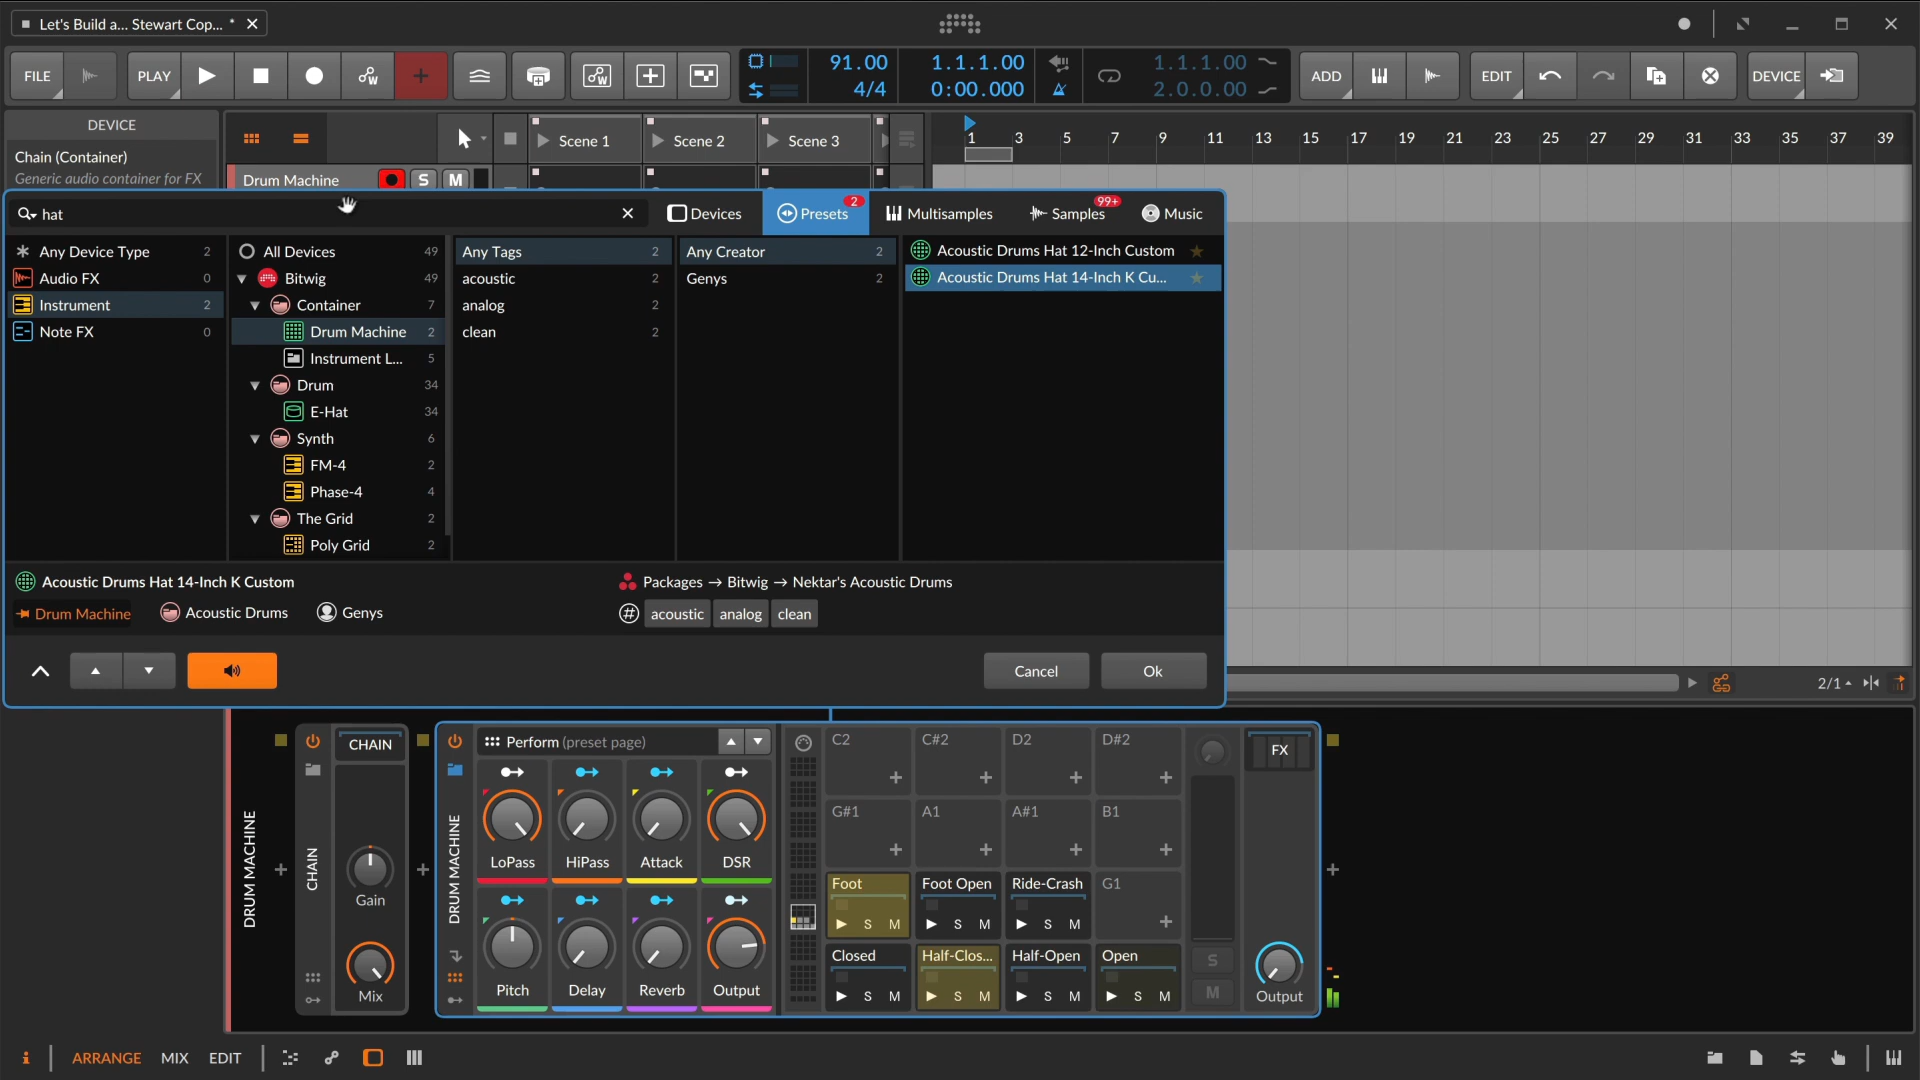 Let's Build a... Stewart Cop... *
FILE
PLAY
91.00
4/4
1.1.1.00
0:00.000
1.1.1.00
2.0.0.00
ADD
EDIT
DEVICE
DEVICE
Chain (Container)
Generic audio container for FX
Drum Machine S M
Scene 1 Scene 2 Scene 3
1 3 5 7 9 11 13 15 17 19 21 23 25 27 29 31 33 35 37 39
hat
Devices
Presets 2
Multisamples
Samples 99+
Music
Any Device Type 2
Audio FX 0
Instrument 2
Note FX 0
All Devices 49
Bitwig 49
Container 7
Drum Machine 2
Instrument L... 5
Drum 34
E-Hat 34
Synth 6
FM-4 2
Phase-4 4
The Grid 2
Poly Grid 2
Any Tags 2
acoustic 2
analog 2
clean 2
Any Creator 2
Genys 2
Acoustic Drums Hat 12-Inch Custom
Acoustic Drums Hat 14-Inch K Cu...
Acoustic Drums Hat 14-Inch K Custom
Drum Machine Acoustic Drums Genys
Packages → Bitwig → Nektar's Acoustic Drums
acoustic analog clean
Cancel Ok
2/1
DRUM MACHINE
CHAIN
CHAIN
Gain
Mix
DRUM MACHINE
Perform (preset page)
LoPass HiPass Attack DSR
Pitch Delay Reverb Output
C2 C#2 D2 D#2
G#1 A1 A#1 B1
Foot Foot Open Ride-Crash G1
S M S M S M
Closed Half-Clos... Half-Open Open
S M S M S M S M
S
M
FX
Output
i ARRANGE MIX EDIT